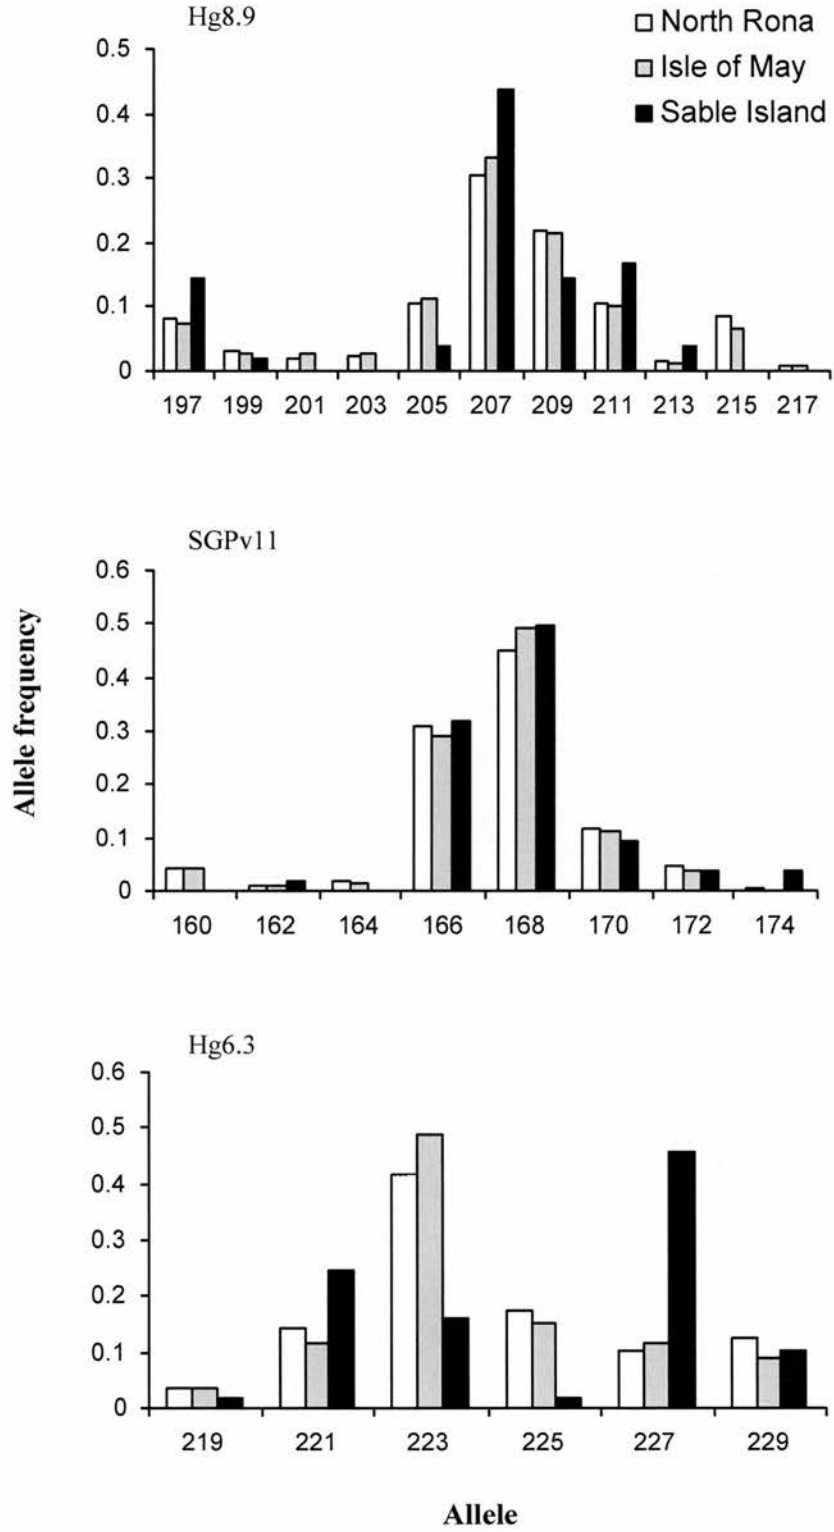 Hg8.9
North Rona
Isle of May
Sable Island
0.5
0.4
0.3
0.2
0.1
0
197 199 201 203 205 207 209 211 213 215 217
SGPv11
Allele frequency
0.6
0.5
0.4
0.3
0.2
0.1
0
160 162 164 166 168 170 172 174
Hg6.3
0.6
0.5
0.4
0.3
0.2
0.1
0
219 221 223 225 227 229
Allele